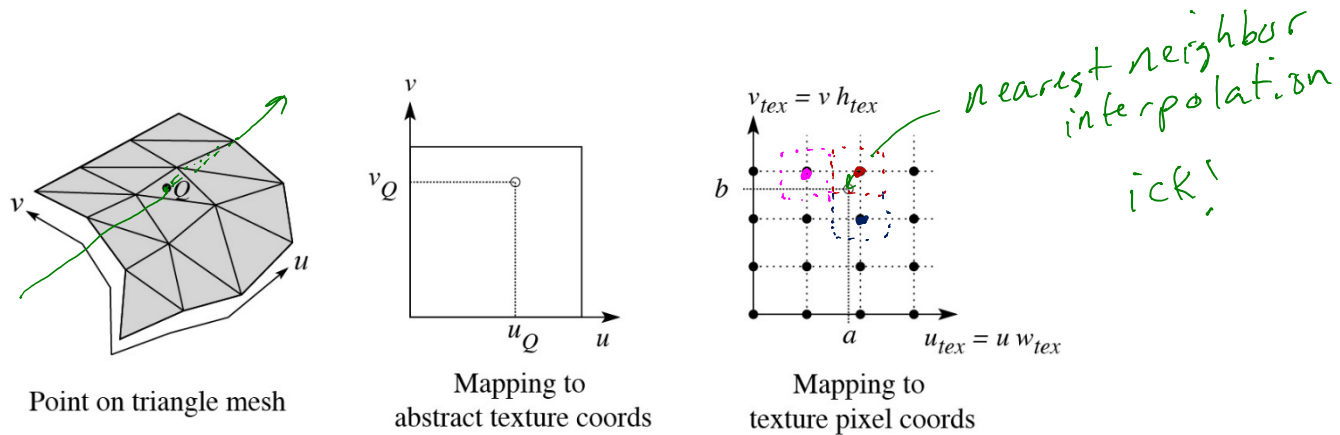 v
u
Q
Point on triangle mesh
v
v_Q
u_Q
u
Mapping to
abstract texture coords
v_tex = v h_tex
b
a
u_tex = u w_tex
Mapping to
texture pixel coords
nearest neighbor
interpolation
ick!